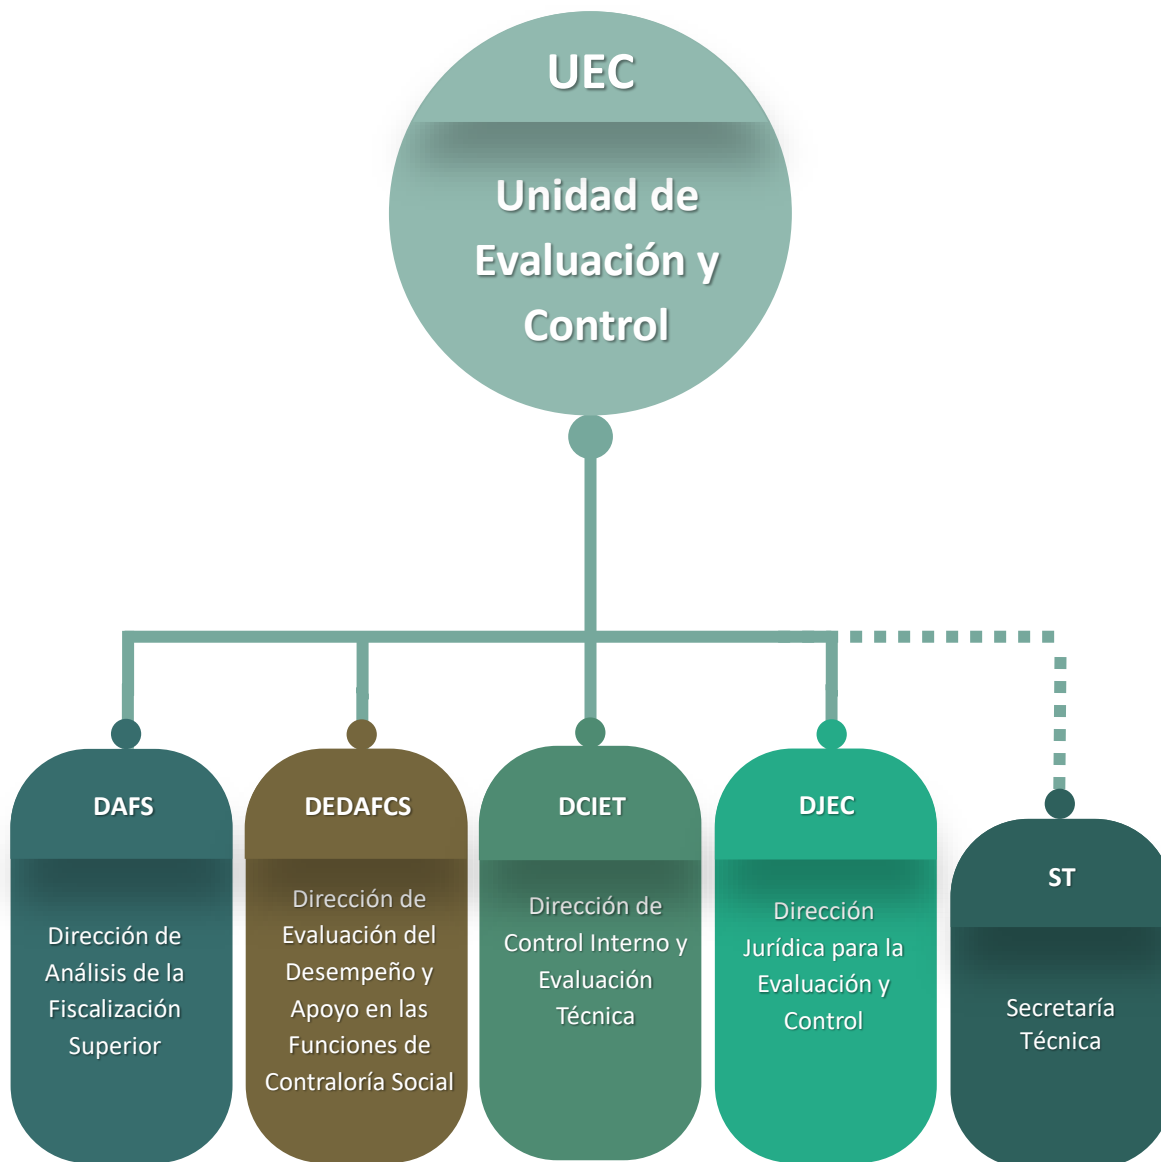 UEC
Unidad de
Evaluación y
Control
DAFS
Dirección de
Análisis de la
Fiscalización
Superior
DEDAFCS
Dirección de
Evaluación del
Desempeño y
Apoyo en las
Funciones de
Contraloría Social
DCIET
Dirección de
Control Interno y
Evaluación
Técnica
DJEC
Dirección
Jurídica para la
Evaluación y
Control
ST
Secretaría
Técnica